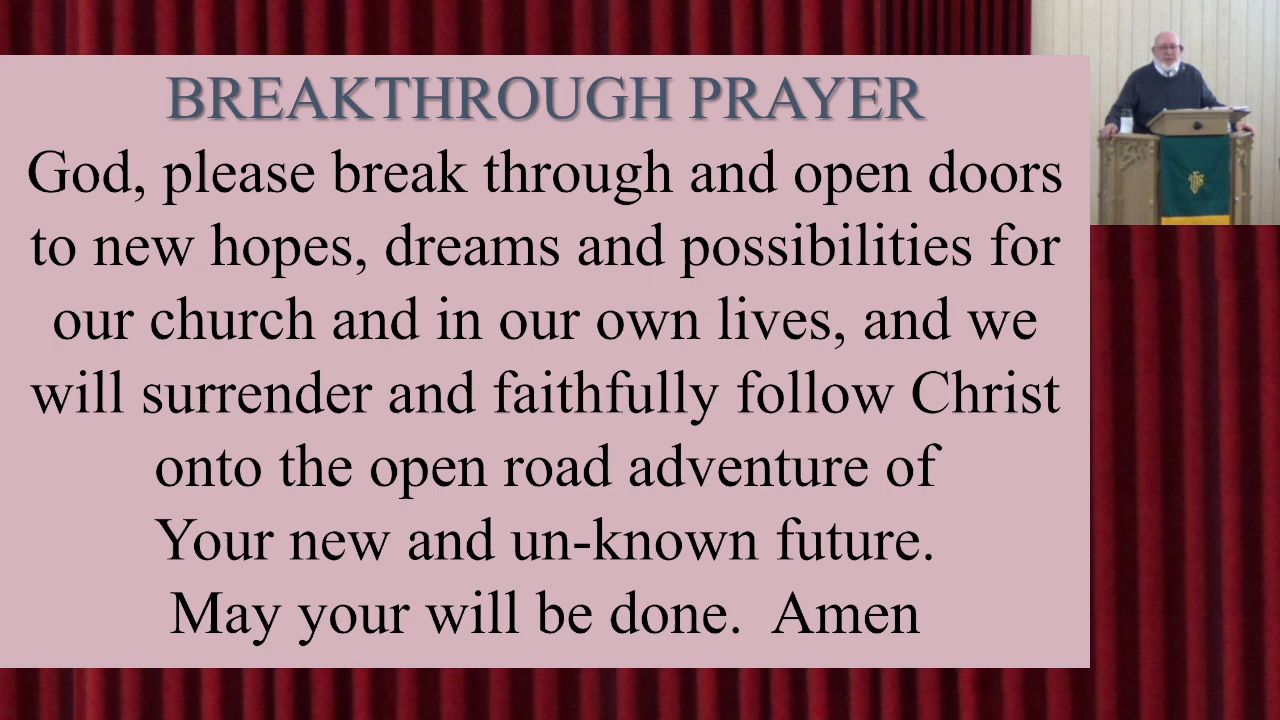 BREAKTHROUGH PRAYER
God, please break through and open doors
to new hopes, dreams and possibilities for
our church and in our own lives, and we
will surrender and faithfully follow Christ
onto the open road adventure of
Your new and un-known future.
May your will be done.  Amen
IHS